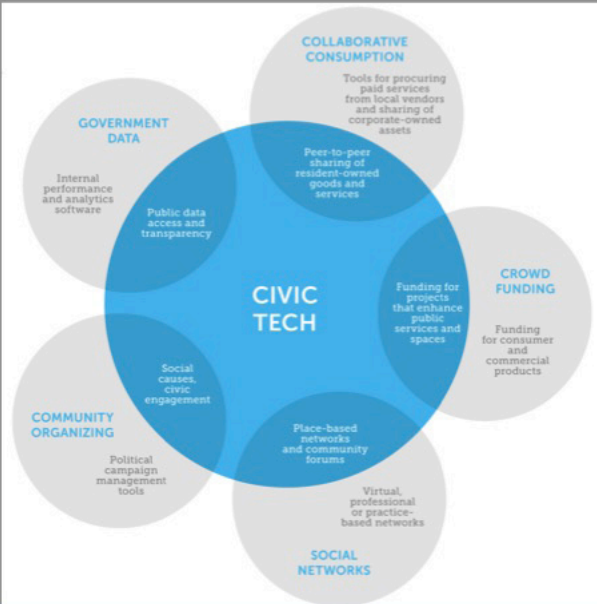 COLLABORATIVE
CONSUMPTION
Tools for procuring
paid services
from local vendors
and sharing of
corporate-owned
assets
Peer-to-peer
sharing of
resident-owned
goods and
services
GOVERNMENT
DATA
Internal
performance
and analytics
software
Public data
access and
transparency
CIVIC
TECH
CROWD
FUNDING
Funding for
projects
that enhance
public
services and
spaces
Funding
for consumer
and
commercial
products
COMMUNITY
ORGANIZING
Social
causes,
civic
engagement
Political
campaign
management
tools
Place-based
networks
and community
forums
Virtual,
professional
or practice-
based networks
SOCIAL
NETWORKS